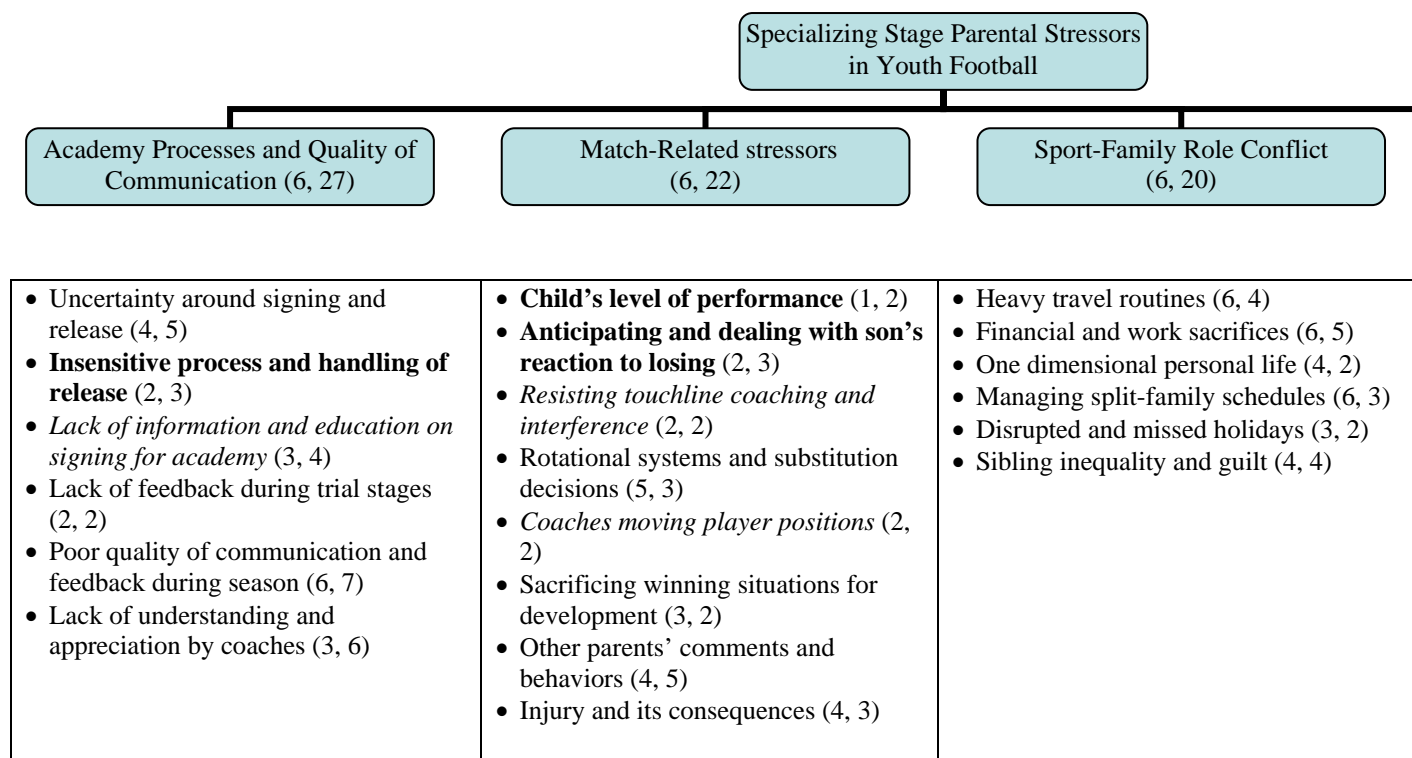 Specializing Stage Parental Stressors
in Youth Football
Academy Processes and Quality of
Communication (6, 27)
Match-Related stressors
(6, 22)
Sport-Family Role Conflict
(6, 20)
• Uncertainty around signing and
release (4, 5)
• Insensitive process and handling of
release (2, 3)
• Lack of information and education on
signing for academy (3, 4)
• Lack of feedback during trial stages
(2, 2)
• Poor quality of communication and
feedback during season (6, 7)
• Lack of understanding and
appreciation by coaches (3, 6)
• Child’s level of performance (1, 2)
• Anticipating and dealing with son’s
reaction to losing (2, 3)
• Resisting touchline coaching and
interference (2, 2)
• Rotational systems and substitution
decisions (5, 3)
• Coaches moving player positions (2,
2)
• Sacrificing winning situations for
development (3, 2)
• Other parents’ comments and
behaviors (4, 5)
• Injury and its consequences (4, 3)
• Heavy travel routines (6, 4)
• Financial and work sacrifices (6, 5)
• One dimensional personal life (4, 2)
• Managing split-family schedules (6, 3)
• Disrupted and missed holidays (3, 2)
• Sibling inequality and guilt (4, 4)